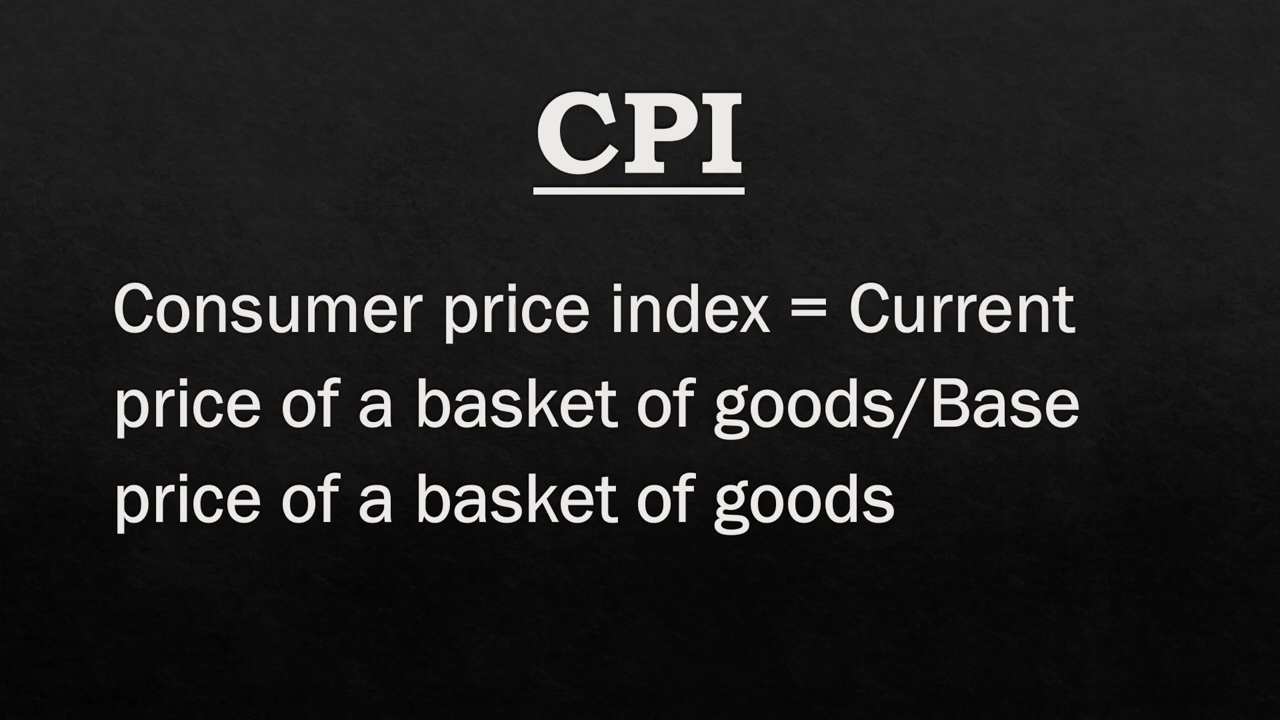 CPI
Consumer price index = Current
price of a basket of goods/Base
price of a basket of goods